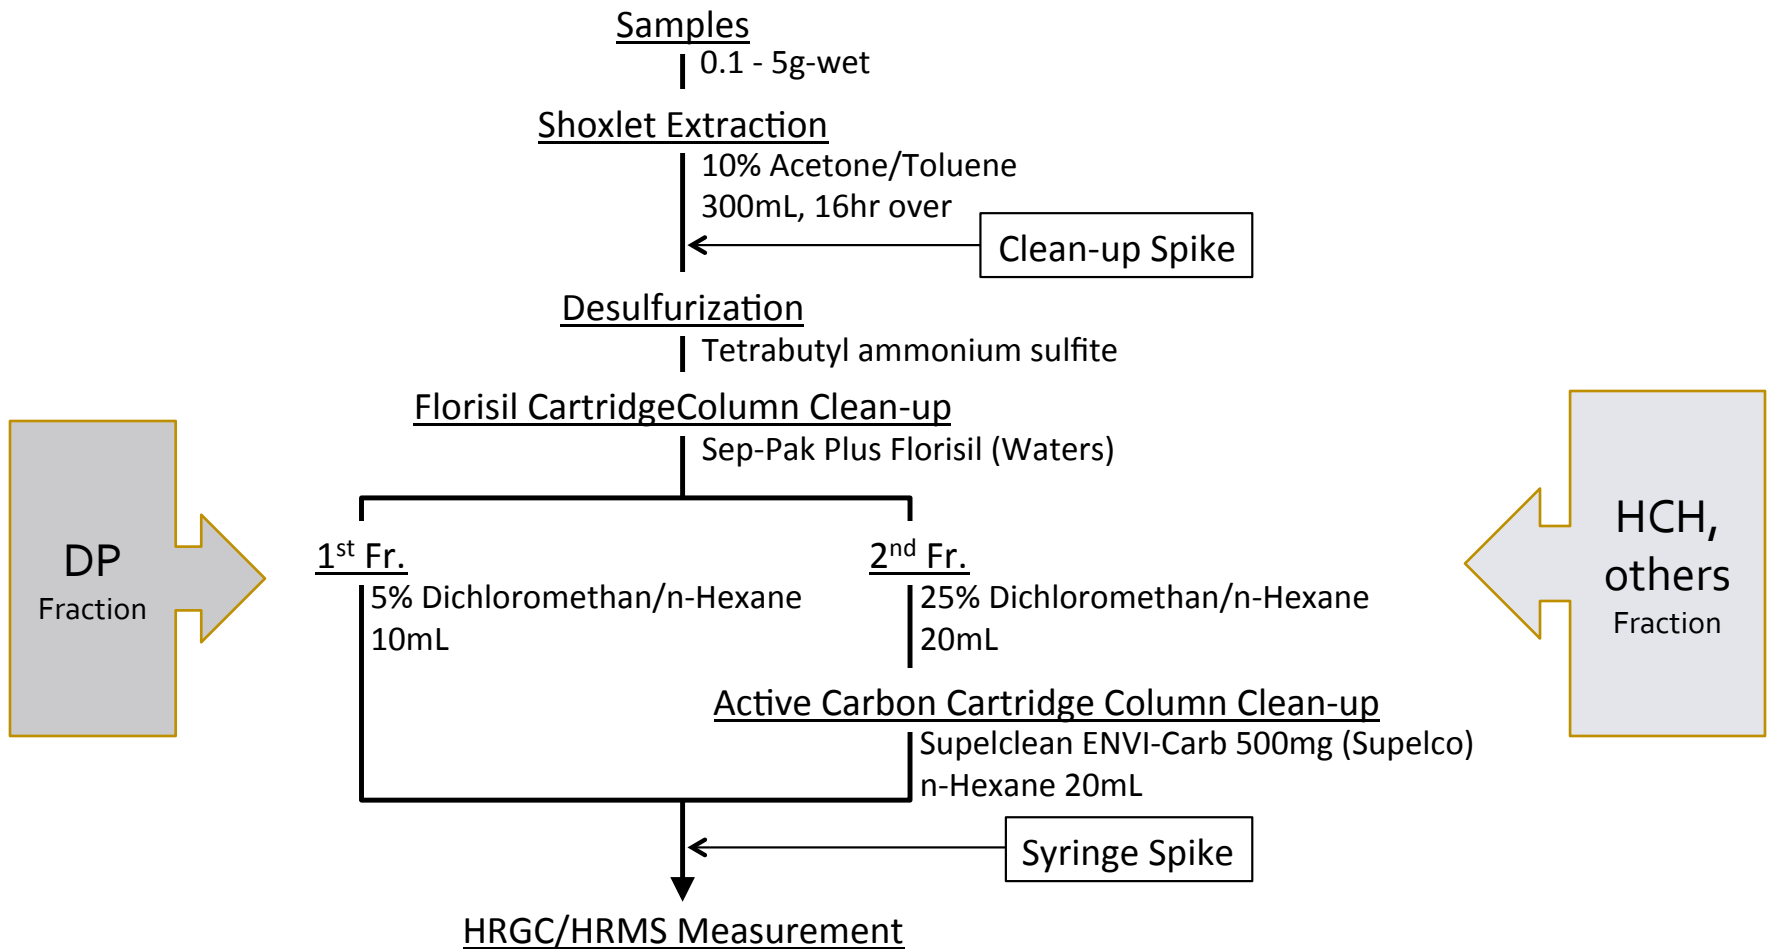 Samples
0.1 - 5g-wet
Shoxlet Extraction
10% Acetone/Toluene
300mL, 16hr over
Clean-up Spike
Desulfurization
Tetrabutyl ammonium sulfite
Florisil CartridgeColumn Clean-up
Sep-Pak Plus Florisil (Waters)
DP
Fraction
1st Fr.
5% Dichloromethan/n-Hexane
10mL
2nd Fr.
25% Dichloromethan/n-Hexane
20mL
HCH,
others
Fraction
Active Carbon Cartridge Column Clean-up
Supelclean ENVI-Carb 500mg (Supelco)
n-Hexane 20mL
Syringe Spike
HRGC/HRMS Measurement